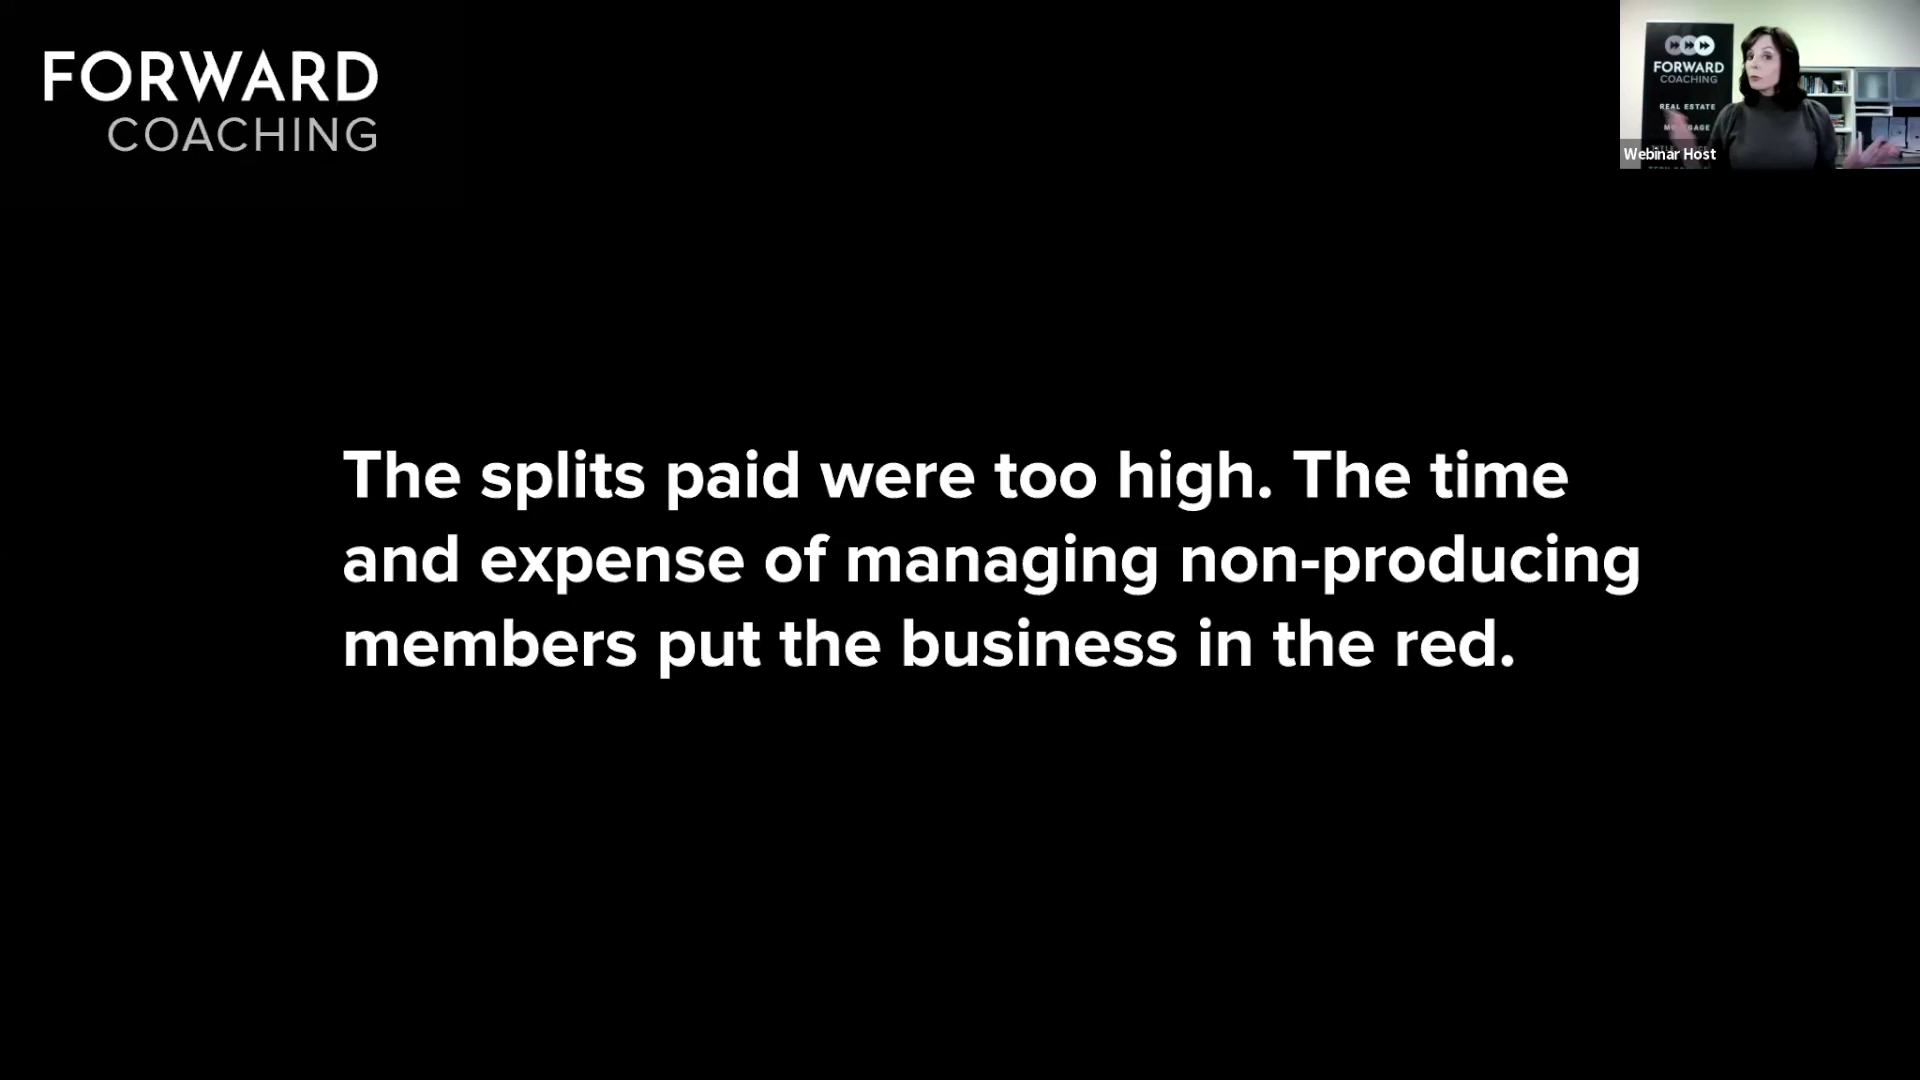 FORWARD
COACHING
FORWARD
COACHING
REAL ESTATE
Webinar Host
The splits paid were too high. The time
and expense of managing non-producing
members put the business in the red.